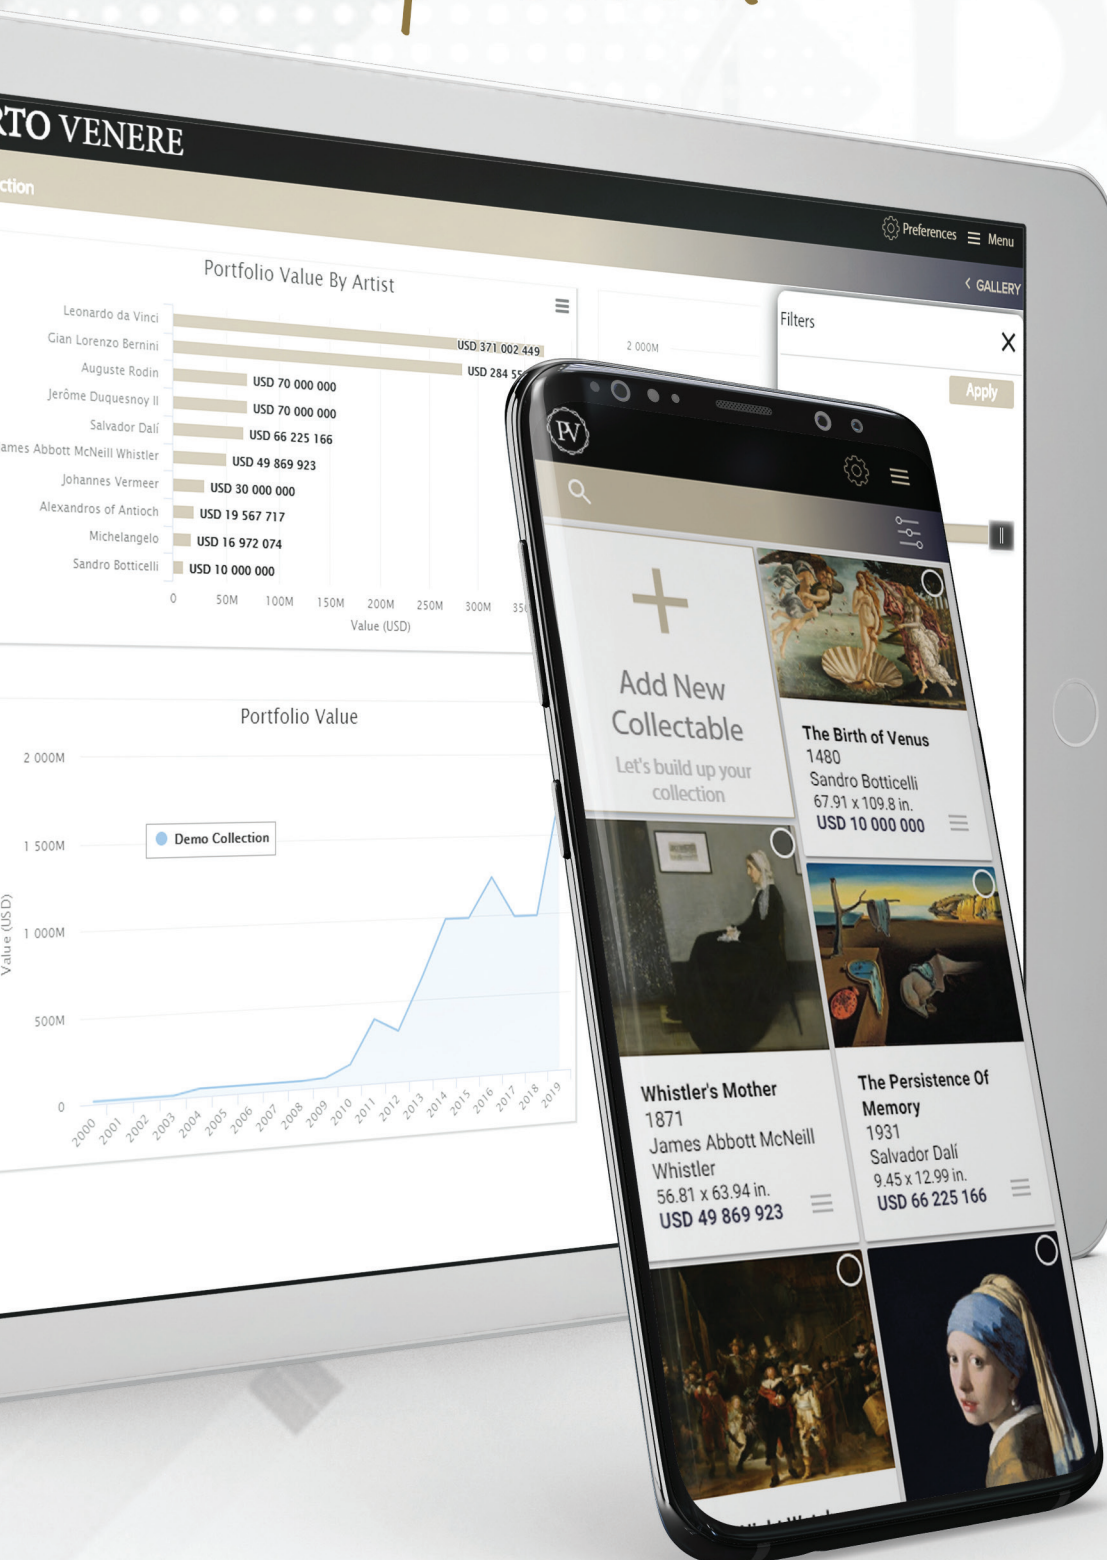 RTO VENERE
ction
Preferences Menu
GALLERY
Portfolio Value By Artist
Leonardo da Vinci USD 371 002 449
Gian Lorenzo Bernini USD 284 55
Auguste Rodin USD 70 000 000
Jerôme Duquesnoy II USD 70 000 000
Salvador Dalí USD 66 225 166
ames Abbott McNeill Whistler USD 49 869 923
Johannes Vermeer USD 30 000 000
Alexandros of Antioch USD 19 567 717
Michelangelo USD 16 972 074
Sandro Botticelli USD 10 000 000
0 50M 100M 150M 200M 250M 300M 350
Value (USD)
2 000M
Filters
X
Apply
Portfolio Value
2 000M
1 500M
1 000M
500M
0
Value (USD)
Demo Collection
2000 2001 2002 2003 2004 2005 2006 2007 2008 2009 2010 2011 2012 2013 2014 2015 2016 2017 2018 2019
PV
Add New
Collectable
Let's build up your
collection
The Birth of Venus
1480
Sandro Botticelli
67.91 x 109.8 in.
USD 10 000 000
Whistler's Mother
1871
James Abbott McNeill
Whistler
56.81 x 63.94 in.
USD 49 869 923
The Persistence Of
Memory
1931
Salvador Dalí
9.45 x 12.99 in.
USD 66 225 166